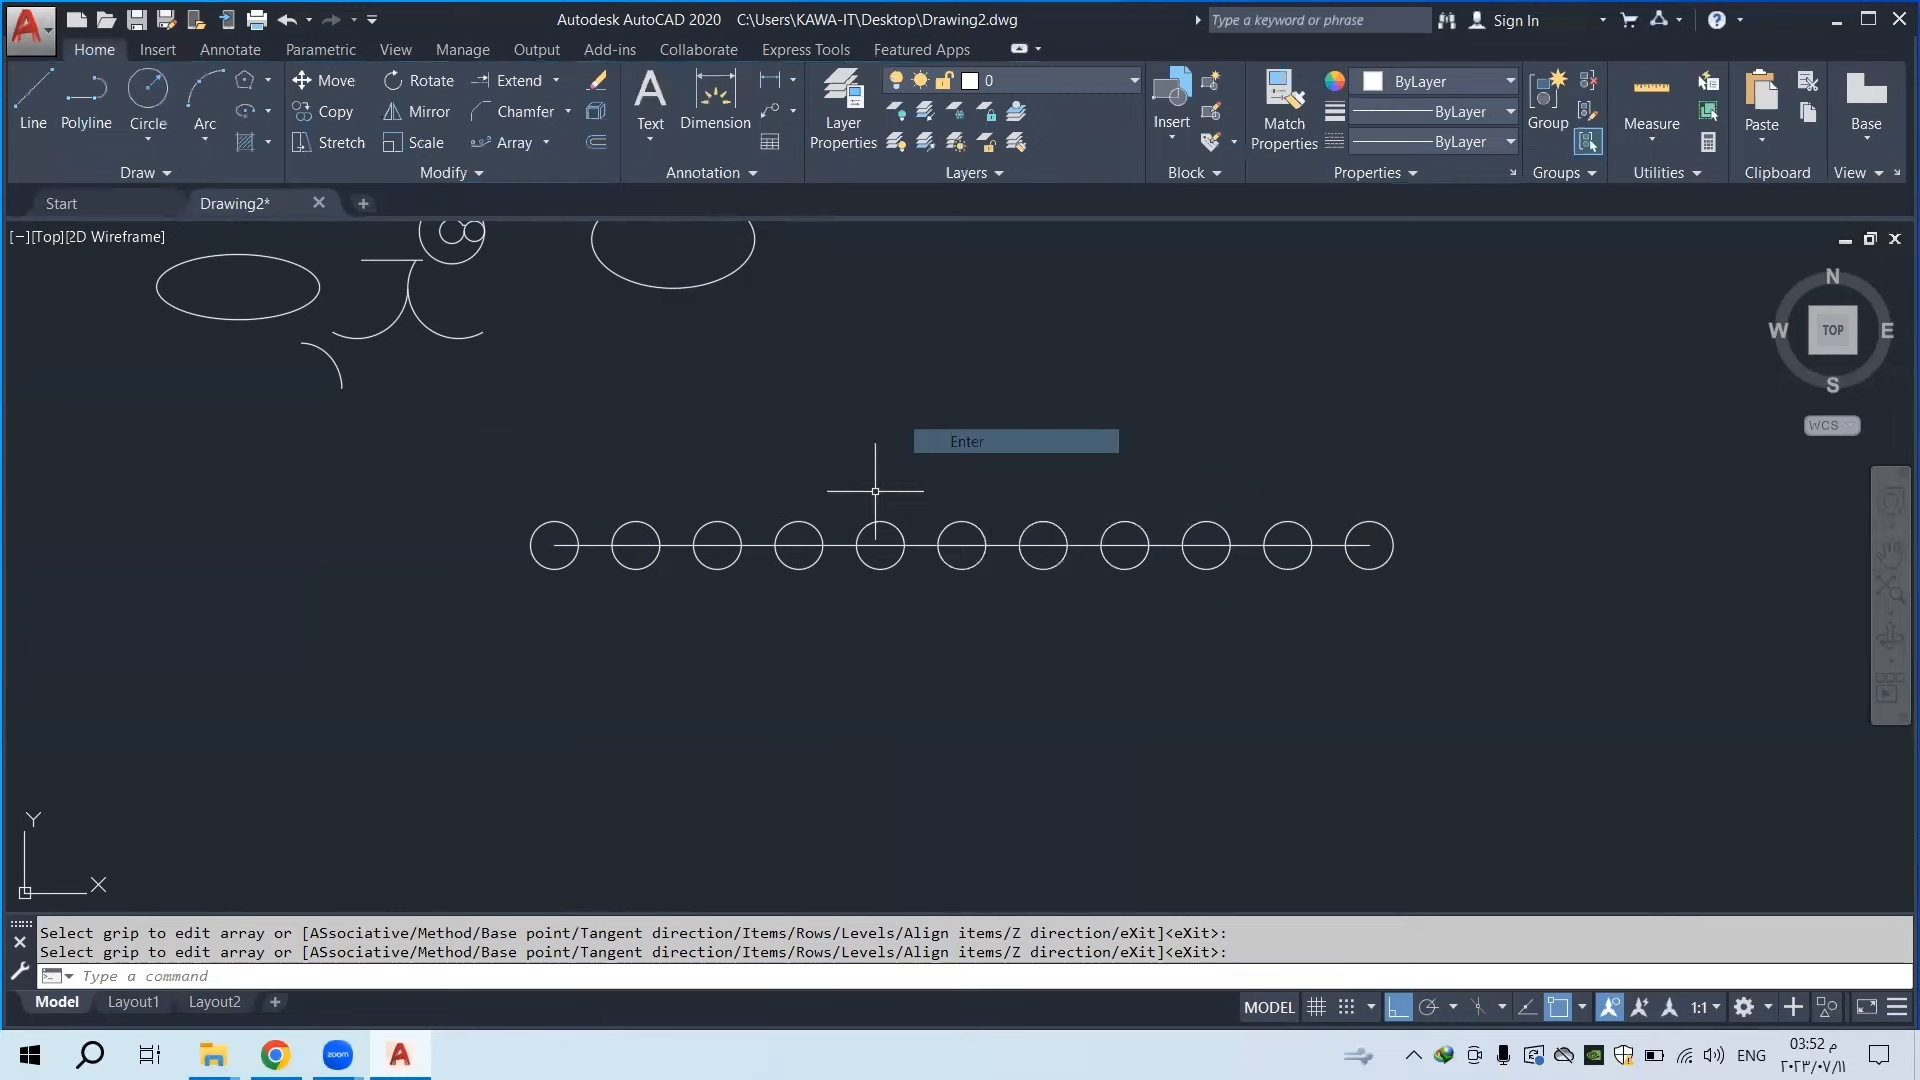 Autodesk AutoCAD 2020 C:\Users\KAWA-IT\Desktop\Drawing2.dwg
Type a keyword or phrase
Sign In
Home Insert Annotate Parametric View Manage Output Add-ins Collaborate Express Tools Featured Apps
Line Polyline Circle Arc
Move Rotate Extend
Copy Mirror Chamfer
Stretch Scale Array
Text Dimension
Layer Properties
0
Insert
Match Properties
ByLayer
ByLayer
ByLayer
Group
Measure
Paste
Base
Draw Modify Annotation Layers Block Properties Groups Utilities Clipboard View
Start Drawing2*
[−][Top][2D Wireframe]
N
W TOP E
S
WCS
Enter
Y
X
Select grip to edit array or [ASsociative/Method/Base point/Tangent direction/Items/Rows/Levels/Align items/Z direction/eXit]<eXit>:
Select grip to edit array or [ASsociative/Method/Base point/Tangent direction/Items/Rows/Levels/Align items/Z direction/eXit]<eXit>:
Type a command
Model Layout1 Layout2
MODEL 1:1
zoom
ENG
03:52 م
٢٠٢٣/٠٧/١١